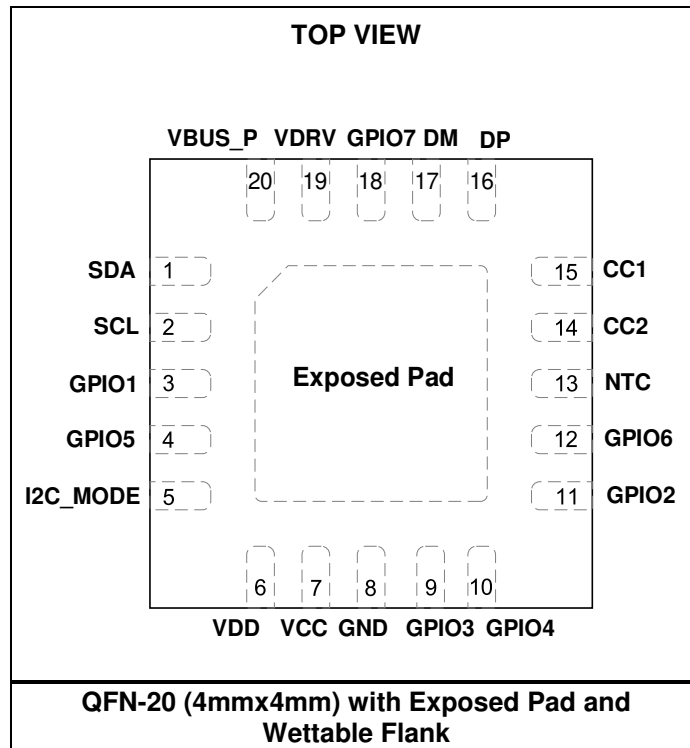 TOP VIEW
VBUS_P VDRV GPIO7 DM DP
20 19 18 17 16
SDA 1 15 CC1
SCL 2 14 CC2
GPIO1 3 Exposed Pad 13 NTC
GPIO5 4 12 GPIO6
I2C_MODE 5 11 GPIO2
6 7 8 9 10
VDD VCC GND GPIO3 GPIO4
QFN-20 (4mmx4mm) with Exposed Pad and
Wettable Flank